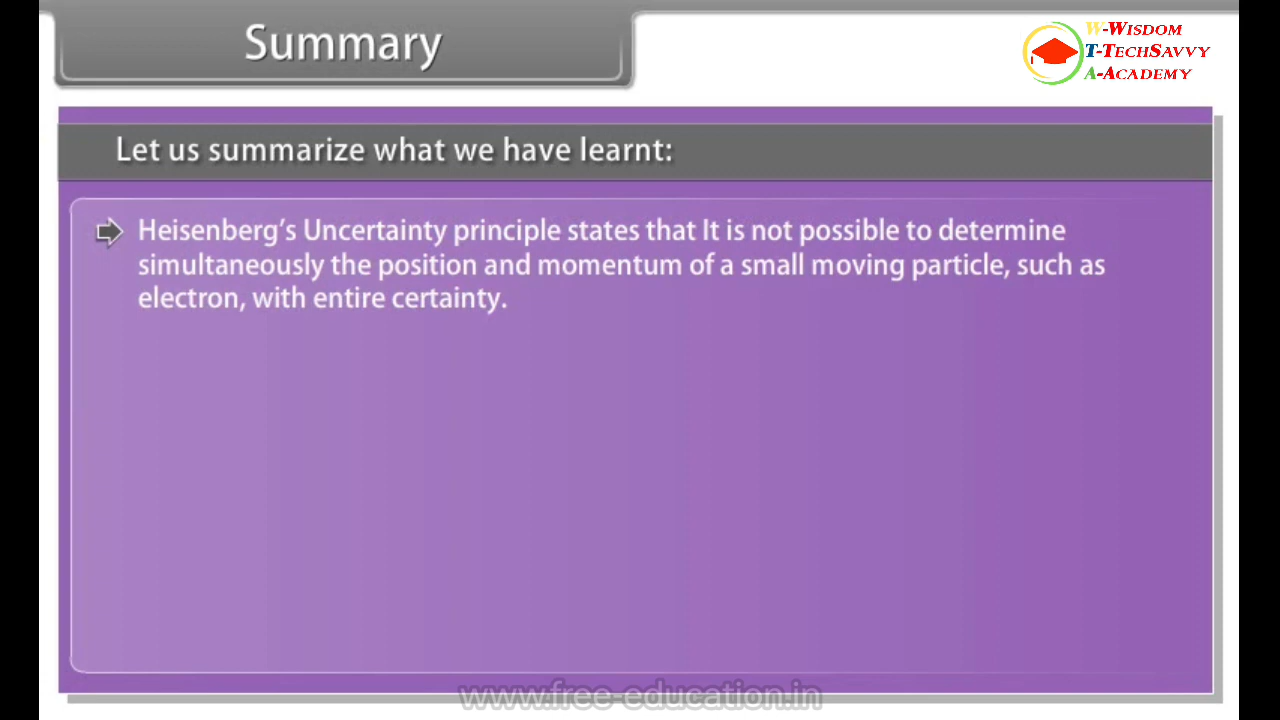 Summary
W-Wisdom
T-TechSavvy
A-Academy
Let us summarize what we have learnt:
Heisenberg's Uncertainty principle states that It is not possible to determine
simultaneously the position and momentum of a small moving particle, such as
electron, with entire certainty.
www.free-education.in